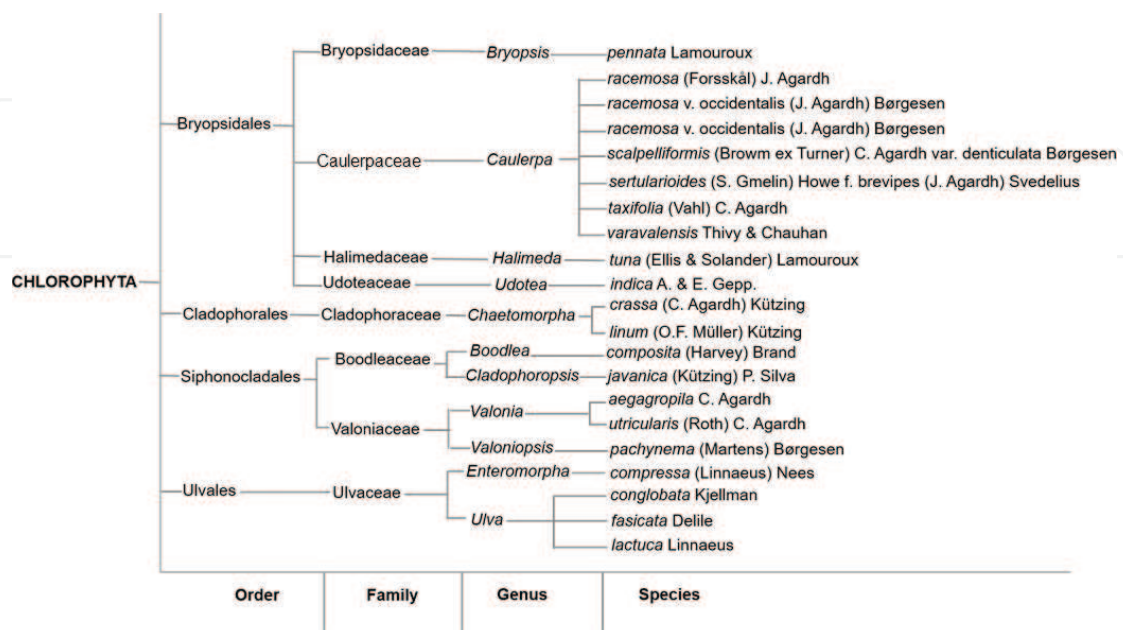 Bryopsidaceae Bryopsis pennata Lamouroux
racemosa (Forsskål) J. Agardh
racemosa v. occidentalis (J. Agardh) Børgesen
Bryopsidales racemosa v. occidentalis (J. Agardh) Børgesen
Caulerpaceae Caulerpa scalpelliformis (Browm ex Turner) C. Agardh var. denticulata Børgesen
sertularioides (S. Gmelin) Howe f. brevipes (J. Agardh) Svedelius
taxifolia (Vahl) C. Agardh
varavalensis Thivy & Chauhan
Halimedaceae Halimeda tuna (Ellis & Solander) Lamouroux
CHLOROPHYTA Udoteaceae Udotea indica A. & E. Gepp.
crassa (C. Agardh) Kützing
Cladophorales Cladophoraceae Chaetomorpha
linum (O.F. Müller) Kützing
Boodleaceae Boodlea composita (Harvey) Brand
Siphonocladales Cladophoropsis javanica (Kützing) P. Silva
aegagropila C. Agardh
Valonia
utricularis (Roth) C. Agardh
Valoniaceae
Valoniopsis pachynema (Martens) Børgesen
Enteromorpha compressa (Linnaeus) Nees
Ulvales Ulvaceae conglobata Kjellman
Ulva fasicata Delile
lactuca Linnaeus
Order Family Genus Species